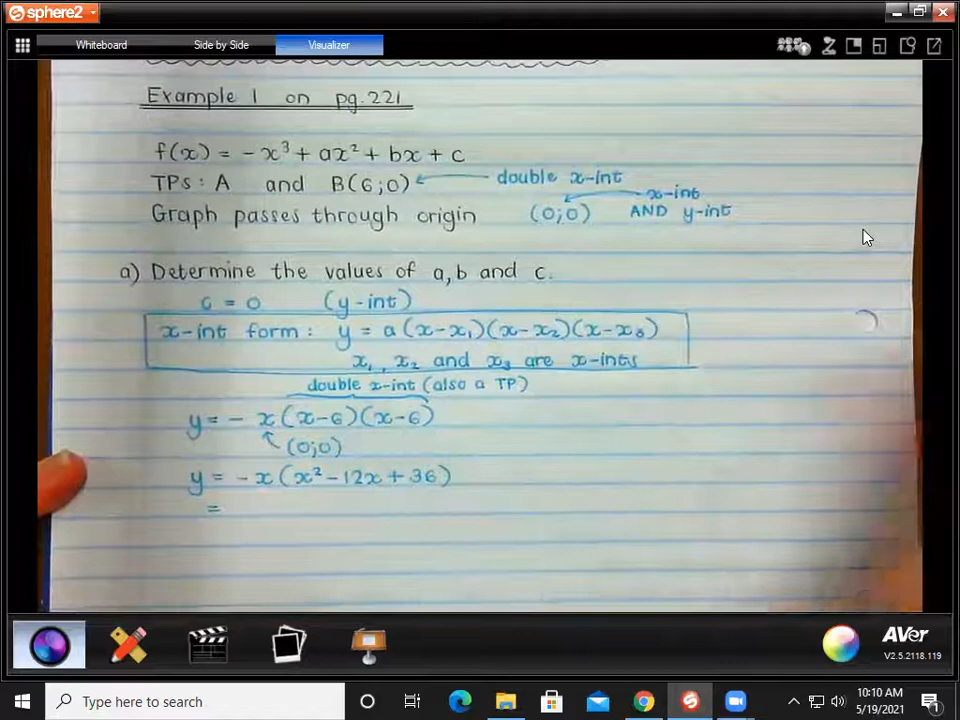 sphere2
Whiteboard Side by Side Visualizer
Example 1 on pg.221
f(x) = -x³ + ax² + bx + c
TPs: A and B(6;0) double x-int
Graph passes through origin (0;0) x-int AND y-int
a) Determine the values of a, b and c.
c = 0 (y-int)
x-int form: y = a(x-x₁)(x-x₂)(x-x₃)
x₁, x₂ and x₃ are x-ints
double x-int (also a TP)
y = - x(x-6)(x-6)
(0;0)
y = -x(x² -12x + 36)
=
AVer
V2.5.2118.119
Type here to search
10:10 AM
5/19/2021
1